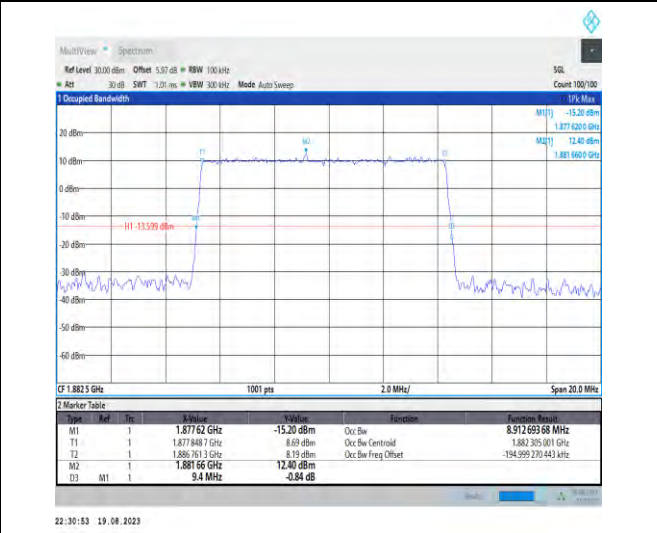 MultiView Spectrum
Ref Level 30.00 dBm Offset 5.97 dB RBW 100 kHz SGL
Att 30 dB SWT 1.01 ms VBW 300 kHz Mode Auto Sweep Count 100/100
1 Occupied Bandwidth 1Pk Max
M1[1] -15.20 dBm
1.877 6200 GHz
M2[1] 12.40 dBm
1.881 6600 GHz
20 dBm
M2
T1
10 dBm
0 dBm
-10 dBm
H1 -13.599 dBm
-20 dBm
-30 dBm
-40 dBm
-50 dBm
-60 dBm
CF 1.882 5 GHz 1001 pts 2.0 MHz/ Span 20.0 MHz
2 Marker Table
Type Ref Trc X-Value Y-Value Function Function Result
M1 1 1.877 62 GHz -15.20 dBm Occ Bw 8.912 693 68 MHz
T1 1 1.877 848 7 GHz 8.69 dBm Occ Bw Centroid 1.882 305 001 GHz
T2 1 1.886 761 3 GHz 8.19 dBm Occ Bw Freq Offset -194.999 270 443 kHz
M2 1 1.881 66 GHz 12.40 dBm
D3 M1 1 9.4 MHz -0.84 dB
22:30:53 19.08.2023